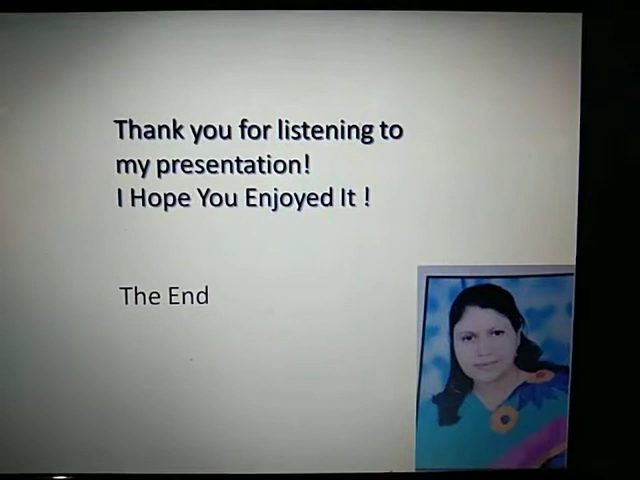 Thank you for listening to
my presentation!
I Hope You Enjoyed It !
The End